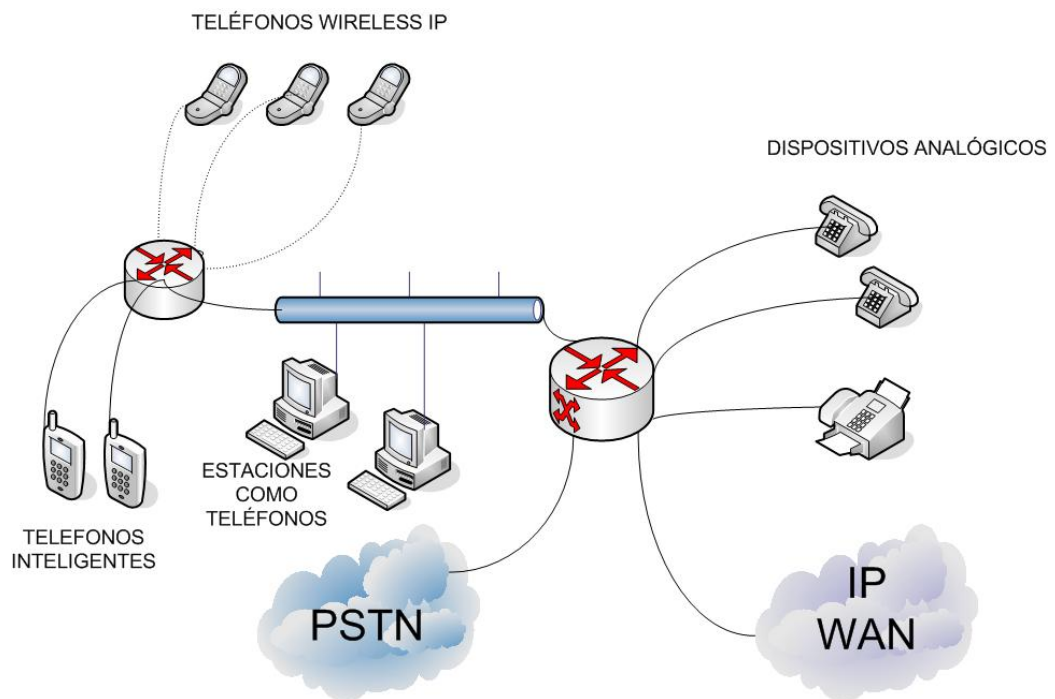 TELÉFONOS WIRELESS IP
DISPOSITIVOS ANALÓGICOS
ESTACIONES
COMO
TELÉFONOS
TELEFONOS
INTELIGENTES
PSTN
IP
WAN